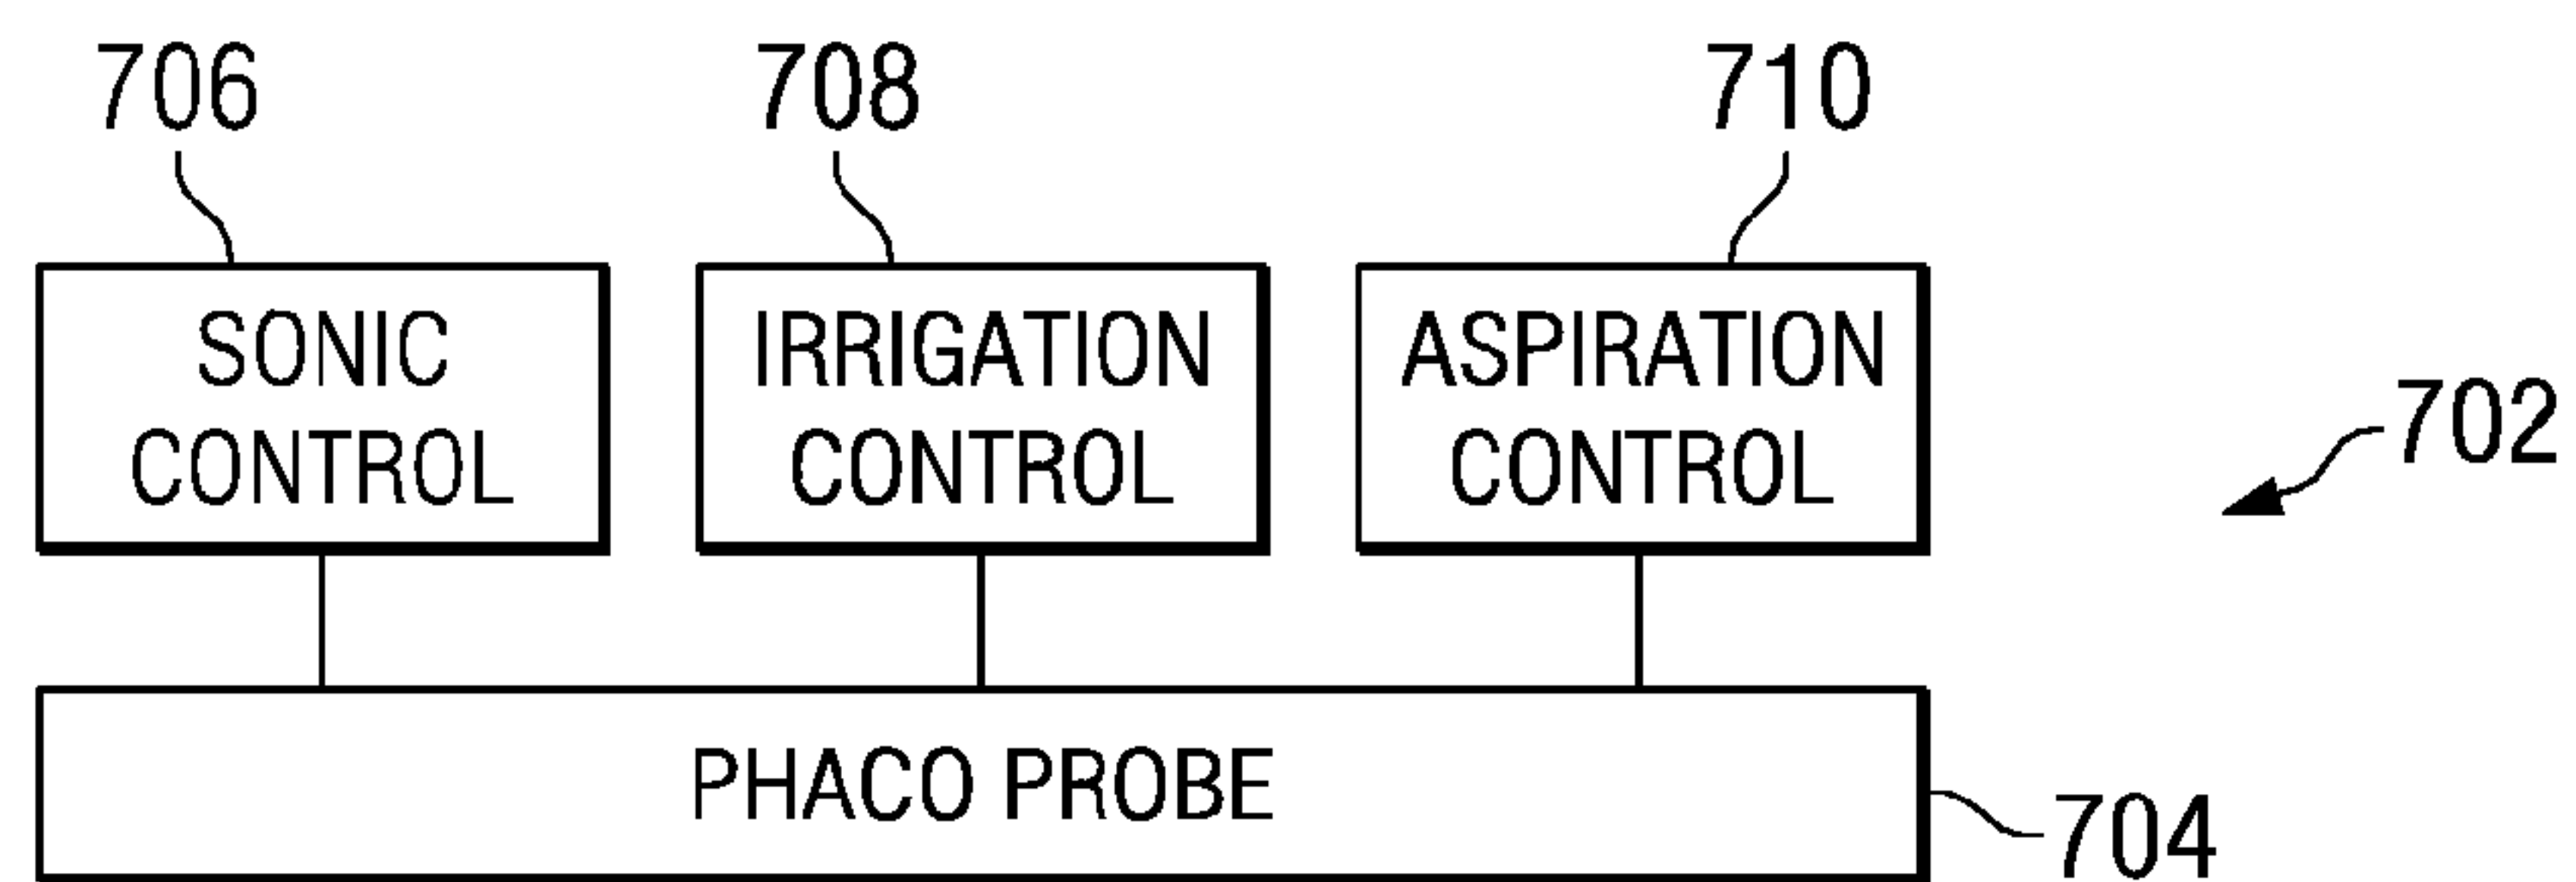 706 708 710
SONIC CONTROL
IRRIGATION CONTROL
ASPIRATION CONTROL
702
PHACO PROBE
704